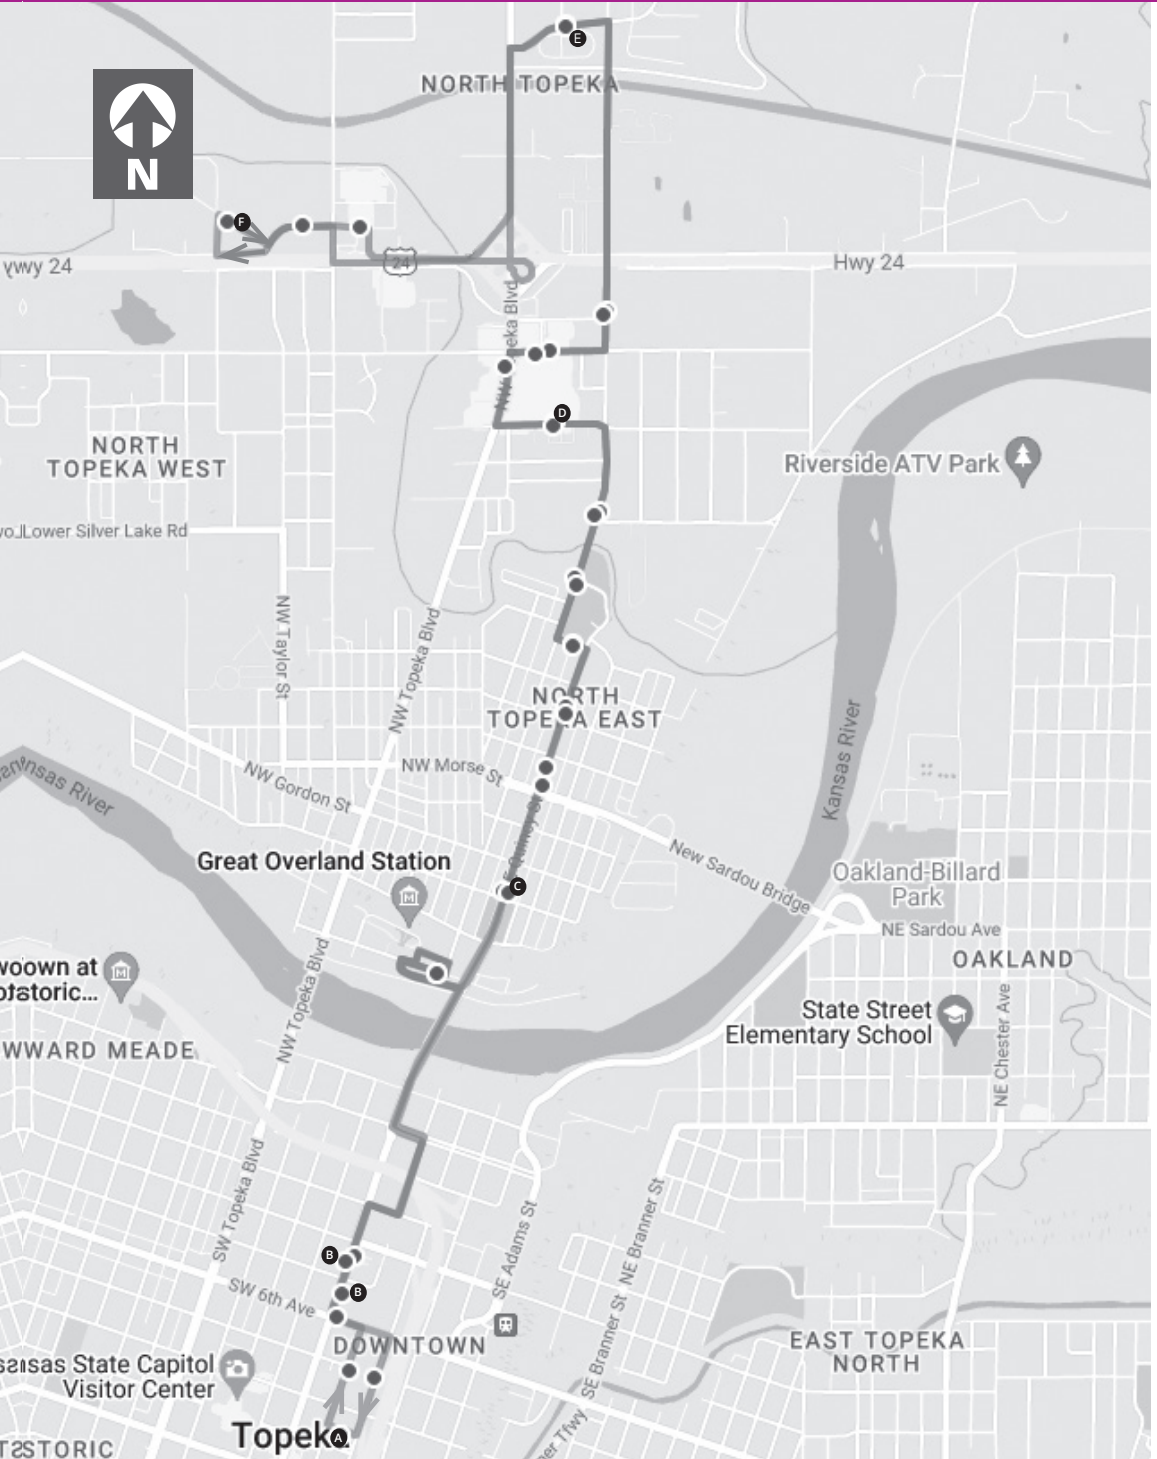 E
NORTH TOPEKA
N
F
24
Hwy 24
NW Topeka Blvd
D
NORTH
TOPEKA WEST
Riverside ATV Park
Lower Silver Lake Rd
NW Taylor St
NW Topeka Blvd
NORTH
TOPEKA EAST
NW Morse St
NW Gordon St
Kansas River
Kansas River
Quincy St
Great Overland Station
New Sardou Bridge
Oakland-Billard
Park
C
NE Sardou Ave
OAKLAND
NW Topeka Blvd
State Street
Elementary School
NE Chester Ave
SW Topeka Blvd
SE Adams St
NE Branner St
B
B
SW 6th Ave
DOWNTOWN
SE Branner St
EAST TOPEKA
NORTH
State Capitol
Visitor Center
Topeka
A